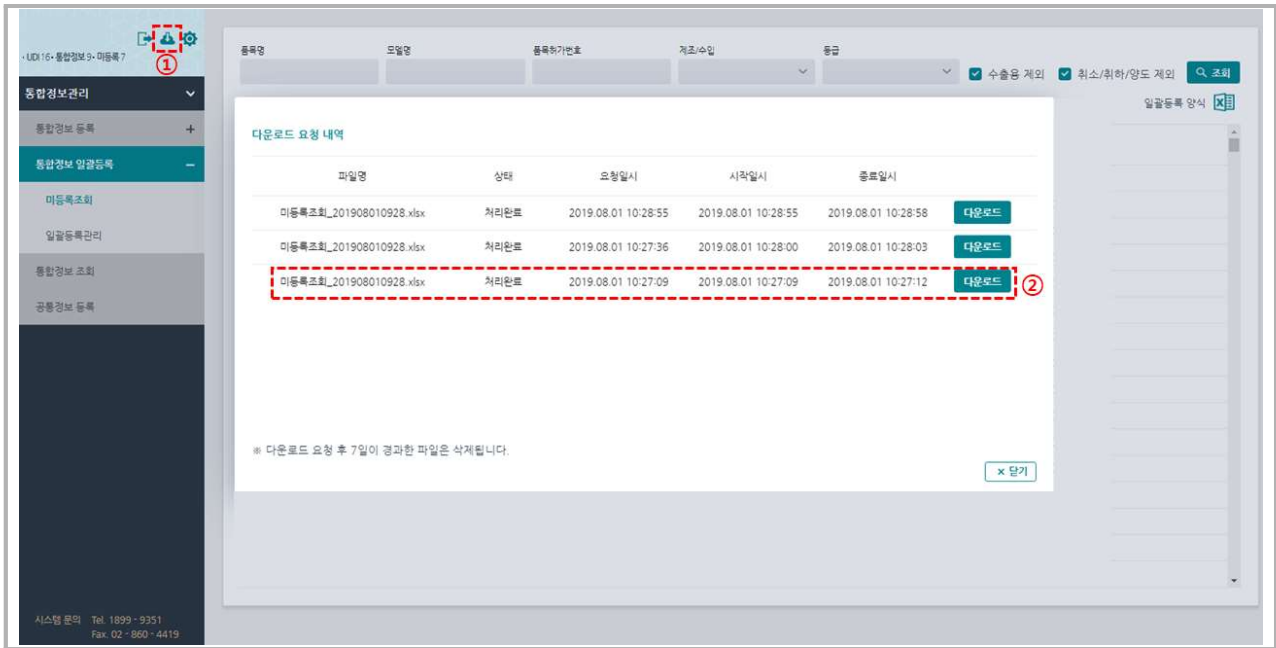 · UDI 16 · 통합정보 9 · 미등록 7
①
통합정보관리
통합정보 등록
통합정보 일괄등록
미등록조회
일괄등록관리
통합정보 조회
공통정보 등록
시스템 문의 Tel. 1899 - 9351
Fax. 02 - 860 - 4419
품목명 모델명 품목허가번호 제조/수입 등급
수출용 제외 취소/취하/양도 제외 조회
일괄등록 양식
다운로드 요청 내역
파일명 상태 요청일시 시작일시 종료일시
미등록조회_201908010928.xlsx 처리완료 2019.08.01 10:28:55 2019.08.01 10:28:55 2019.08.01 10:28:58 다운로드
미등록조회_201908010928.xlsx 처리완료 2019.08.01 10:27:36 2019.08.01 10:28:00 2019.08.01 10:28:03 다운로드
미등록조회_201908010928.xlsx 처리완료 2019.08.01 10:27:09 2019.08.01 10:27:09 2019.08.01 10:27:12 다운로드 ②
※ 다운로드 요청 후 7일이 경과한 파일은 삭제됩니다.
× 닫기